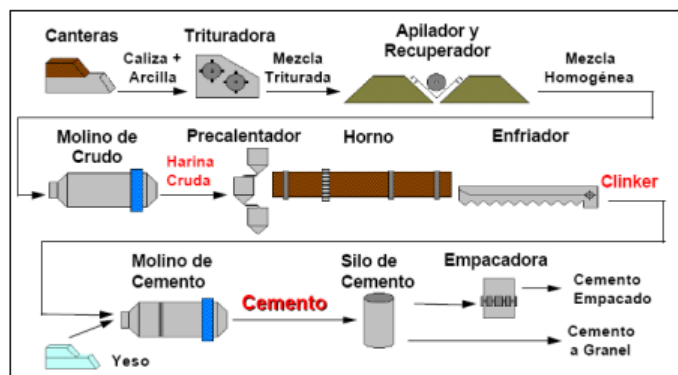 Canteras
Caliza +
Arcilla
Trituradora
Mezcla
Triturada
Apilador y
Recuperador
Mezcla
Homogénea
Molino de
Crudo
Harina
Cruda
Precalentador
Horno
Enfriador
Clinker
Molino de
Cemento
Yeso
Cemento
Silo de
Cemento
Empacadora
Cemento
Empacado
Cemento
a Granel